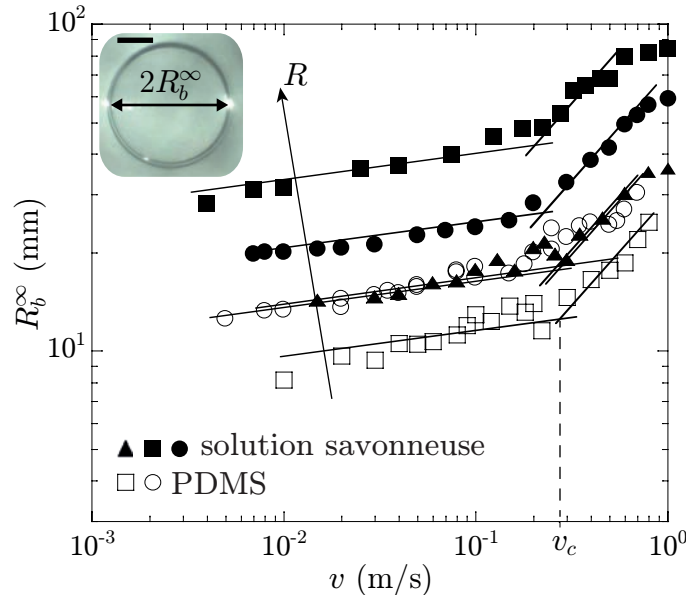 10²
2R_b^∞
R
R_b^∞ (mm)
10¹
▲ ■ ● solution savonneuse
□ ○ PDMS
10⁻³ 10⁻² 10⁻¹ v_c 10⁰
v (m/s)